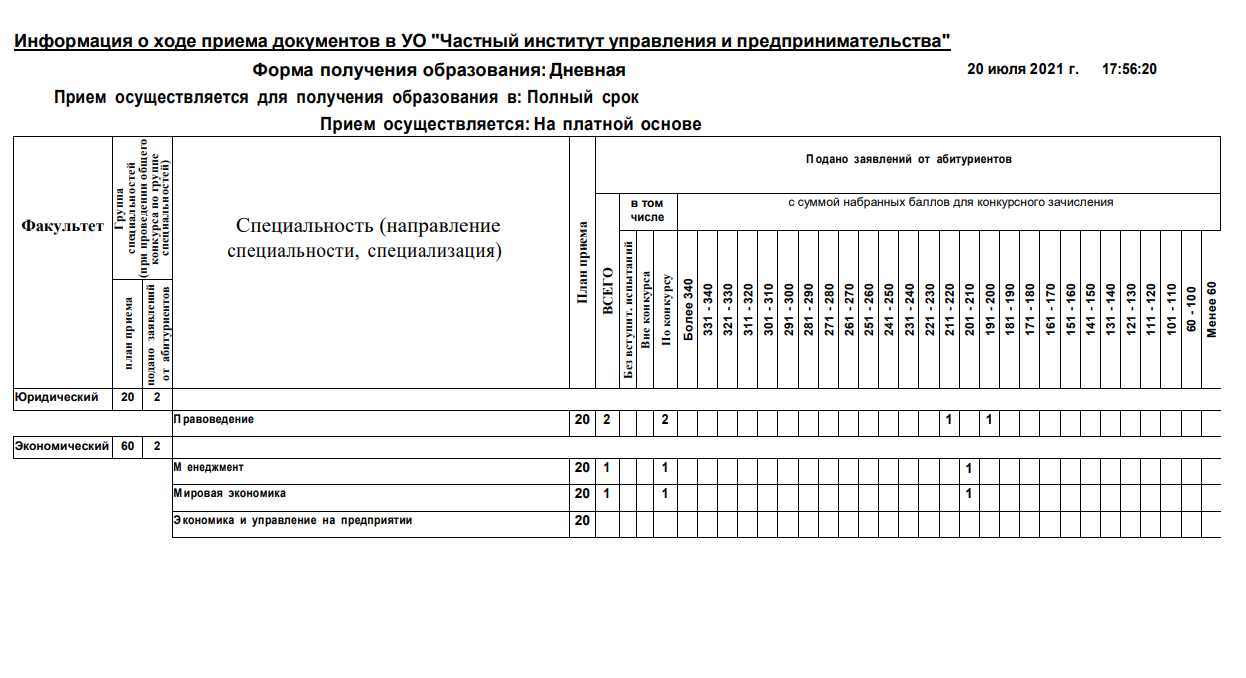 Информация о ходе приема документов в УО "Частный институт управления и предпринимательства"
Форма получения образования: Дневная
20 июля 2021 г. 17:56:20
Прием осуществляется для получения образования в: Полный срок
Прием осуществляется: На платной основе
Факультет
Группа
специальностей
(при проведении общего
конкурса по группе
специальностей)
план приема
подано заявлений
от абитуриентов
Специальность (направление
специальности, специализация)
План приема
Подано заявлений от абитуриентов
ВСЕГО
в том
числе
с суммой набранных баллов для конкурсного зачисления
Без вступит. испытаний
Вне конкурса
По конкурсу
Более 340
331 - 340
321 - 330
311 - 320
301 - 310
291 - 300
281 - 290
271 - 280
261 - 270
251 - 260
241 - 250
231 - 240
221 - 230
211 - 220
201 - 210
191 - 200
181 - 190
171 - 180
161 - 170
151 - 160
141 - 150
131 - 140
121 - 130
111 - 120
101 - 110
60 - 100
Менее 60
Юридический 20 2
Правоведение 20 2 2 1 1
Экономический 60 2
Менеджмент 20 1 1 1
Мировая экономика 20 1 1 1
Экономика и управление на предприятии 20